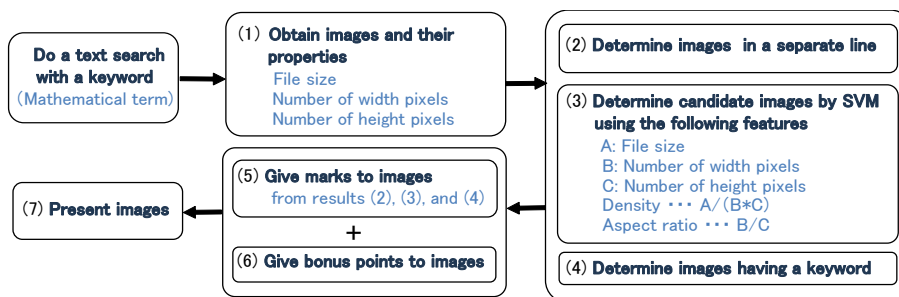 Do a text search
with a keyword
(Mathematical term)
(1) Obtain images and their
properties
File size
Number of width pixels
Number of height pixels
(2) Determine images in a separate line
(3) Determine candidate images by SVM
using the following features
A: File size
B: Number of width pixels
C: Number of height pixels
Density ・・・ A/(B*C)
Aspect ratio ・・・ B/C
(4) Determine images having a keyword
(5) Give marks to images
from results (2), (3), and (4)
+
(6) Give bonus points to images
(7) Present images